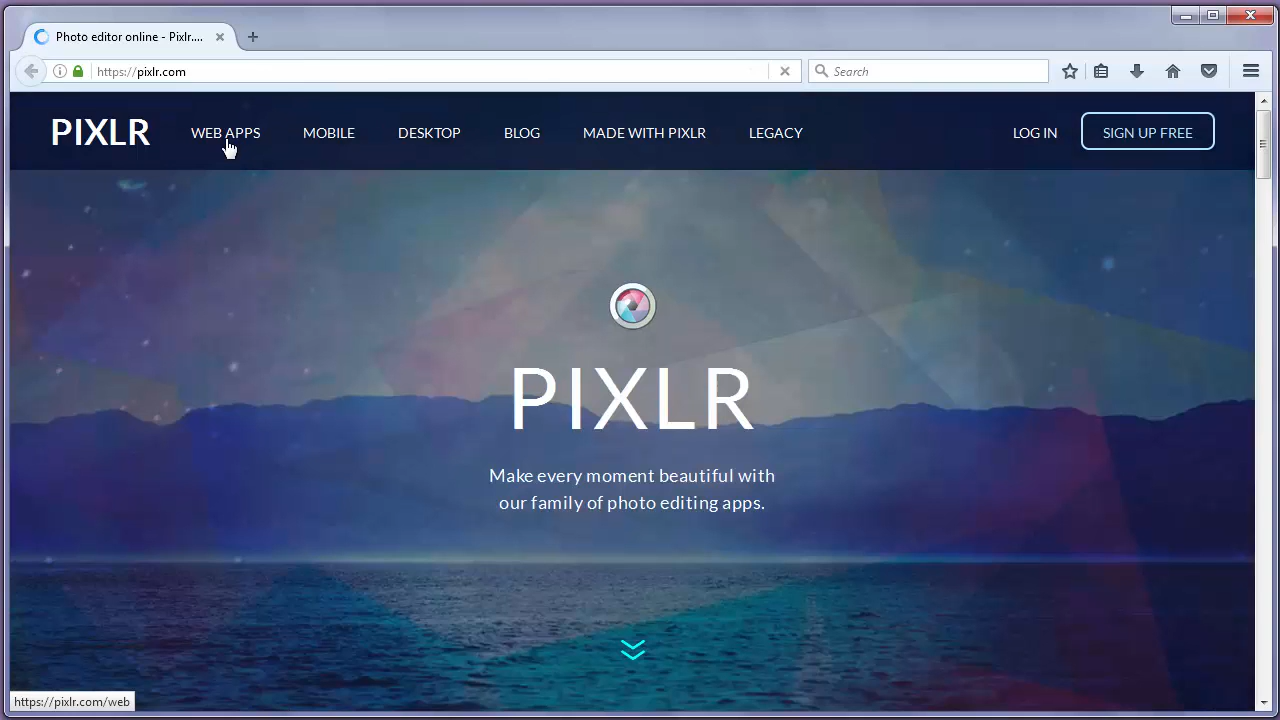 Photo editor online - Pixlr....
https://pixlr.com
Search
PIXLR
WEB APPS
MOBILE
DESKTOP
BLOG
MADE WITH PIXLR
LEGACY
LOG IN
SIGN UP FREE
PIXLR
Make every moment beautiful with
our family of photo editing apps.
https://pixlr.com/web